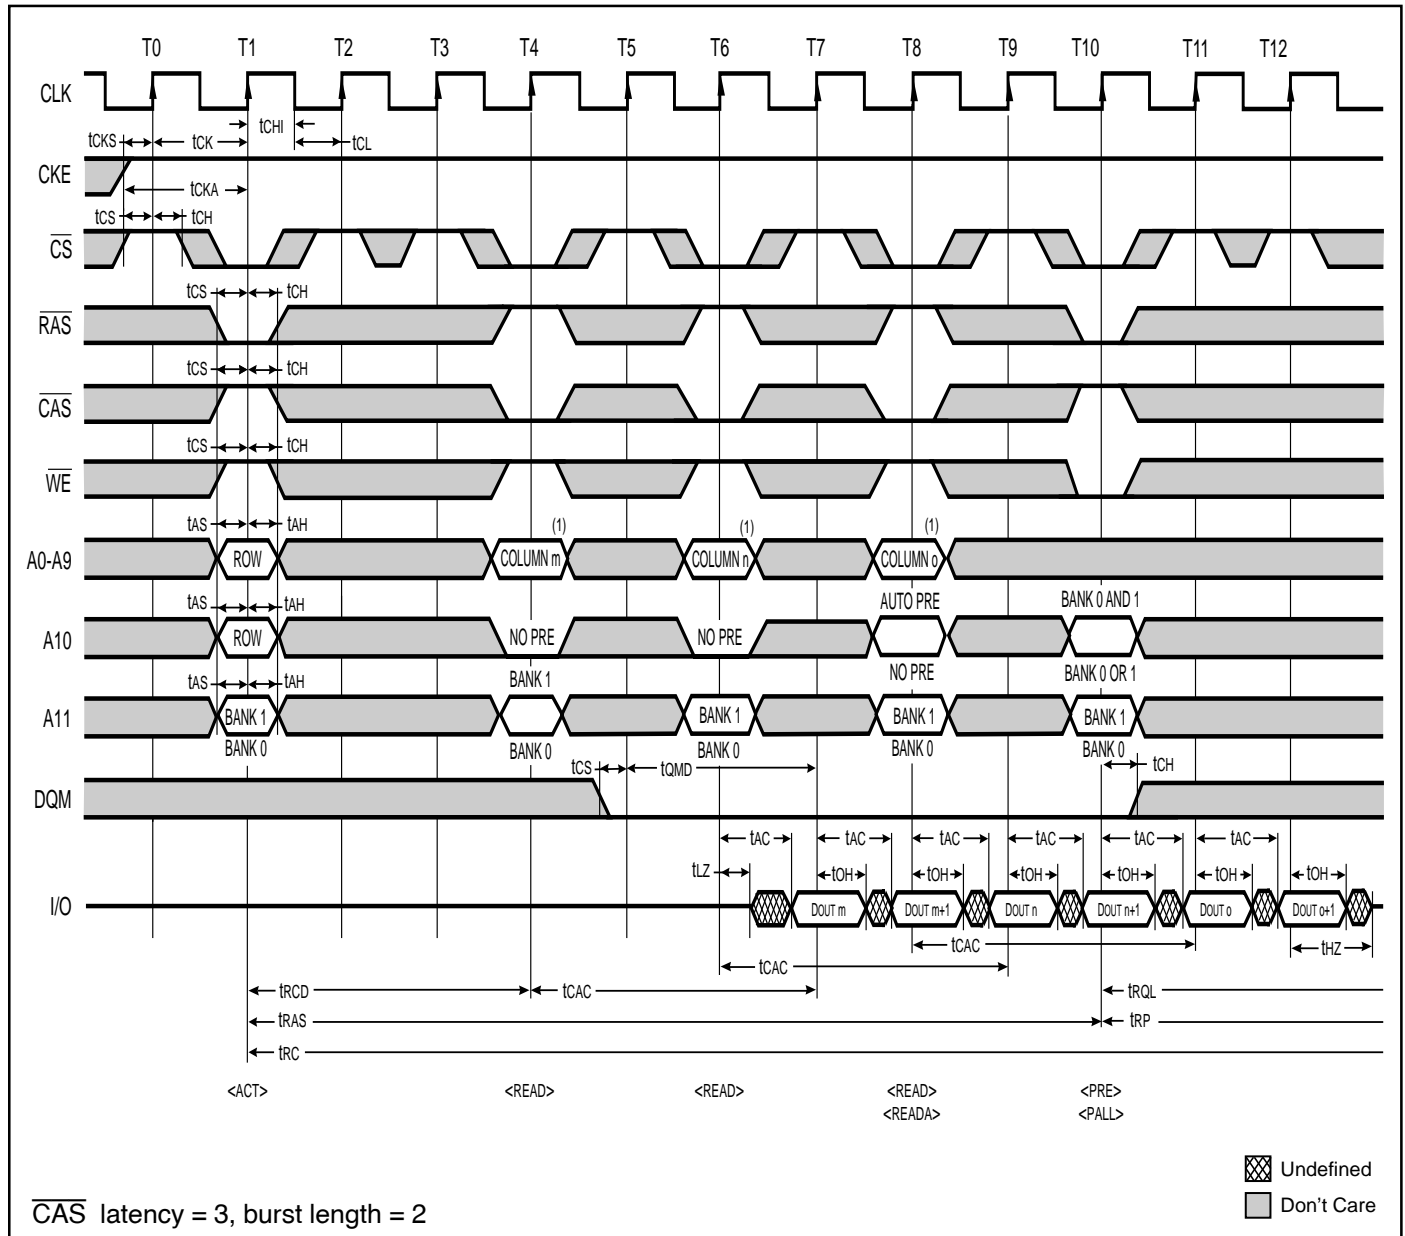 T0 T1 T2 T3 T4 T5 T6 T7 T8 T9 T10 T11 T12
CLK
tCHI
tCKS tCK tCL
CKE
tCKA
tCS tCH
CS
tCS tCH
RAS
tCS tCH
CAS
tCS tCH
WE
tAS tAH (1) (1) (1)
A0-A9 ROW COLUMN m COLUMN n COLUMN o
tAS tAH AUTO PRE BANK 0 AND 1
A10 ROW NO PRE NO PRE
tAS tAH BANK 1 NO PRE BANK 0 OR 1
A11 BANK 1 BANK 1 BANK 1 BANK 1
BANK 0 BANK 0 BANK 0 BANK 0 BANK 0
tCS tQMD tCH
DQM
tAC tAC tAC tAC tAC tAC
tLZ tOH tOH tOH tOH tOH tOH
I/O DOUT m DOUT m+1 DOUT n DOUT n+1 DOUT o DOUT o+1
tCAC tHZ
tCAC
tRCD tCAC tRQL
tRAS tRP
tRC
<ACT> <READ> <READ> <READ> <PRE>
<READA> <PALL>
Undefined
Don't Care
CAS latency = 3, burst length = 2